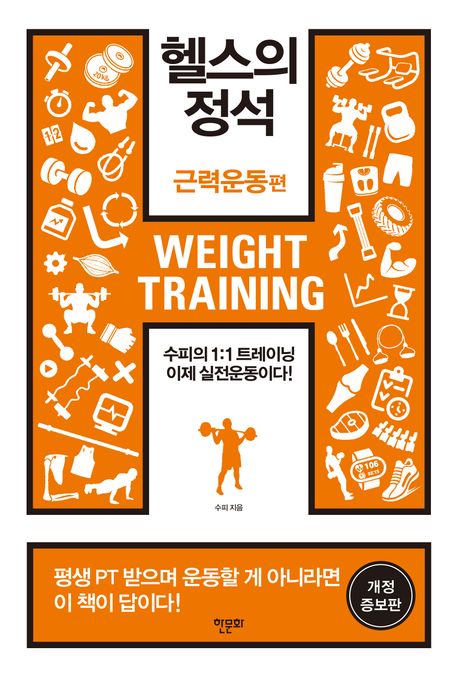 헬스의
정석
근력운동편
WEIGHT
TRAINING
수피의 1:1 트레이닝
이제 실전운동이다!
수피 지음
평생 PT 받으며 운동할 게 아니라면
이 책이 답이다!
개정
증보판
한문화
20KG
12
106